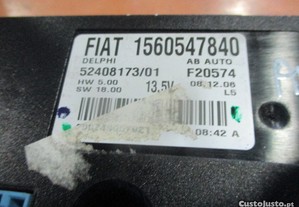 FIAT 1560547840
DELPHI AB AUTO
52408173/01 F20574
HW 5.00 13,5V 08.12.06
SW 18.00 L5
08:42 A
CustoJusto.pt